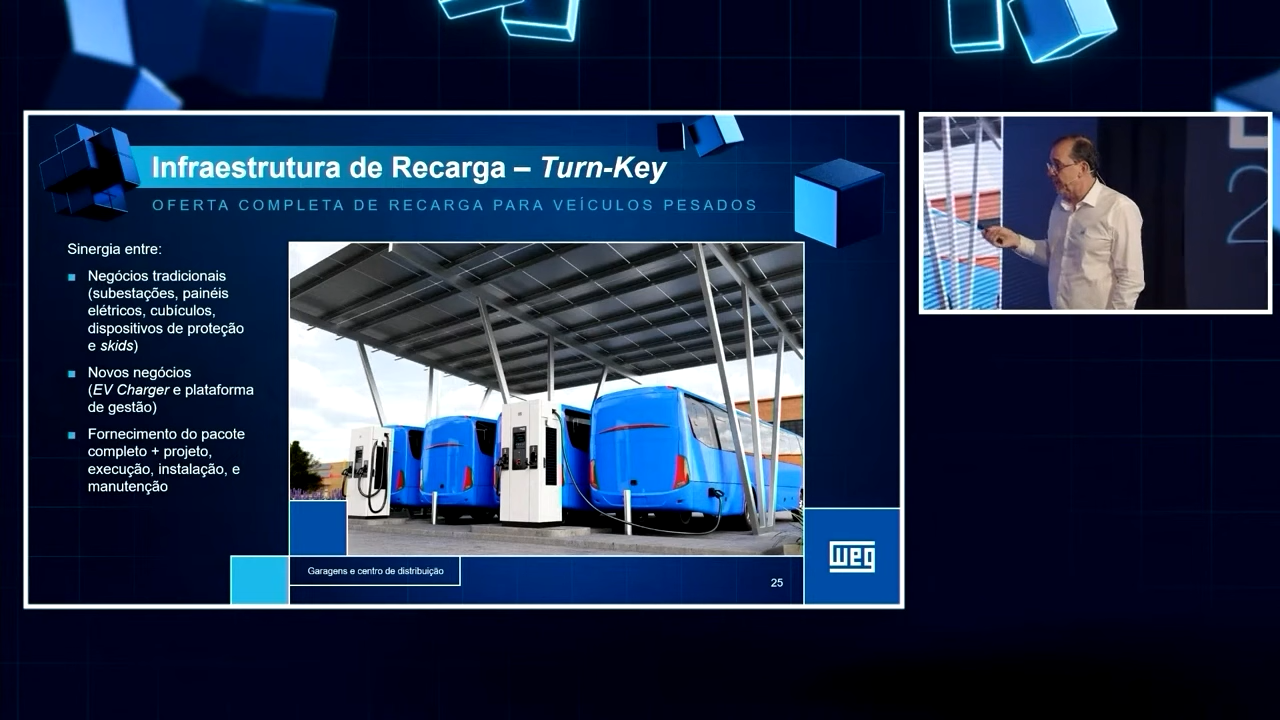 Infraestrutura de Recarga – Turn-Key
OFERTA COMPLETA DE RECARGA PARA VEÍCULOS PESADOS
Sinergia entre:
Negócios tradicionais
(subestações, painéis
elétricos, cubículos,
dispositivos de proteção
e skids)
Novos negócios
(EV Charger e plataforma
de gestão)
Fornecimento do pacote
completo + projeto,
execução, instalação, e
manutenção
Garagens e centro de distribuição
25
weg
2